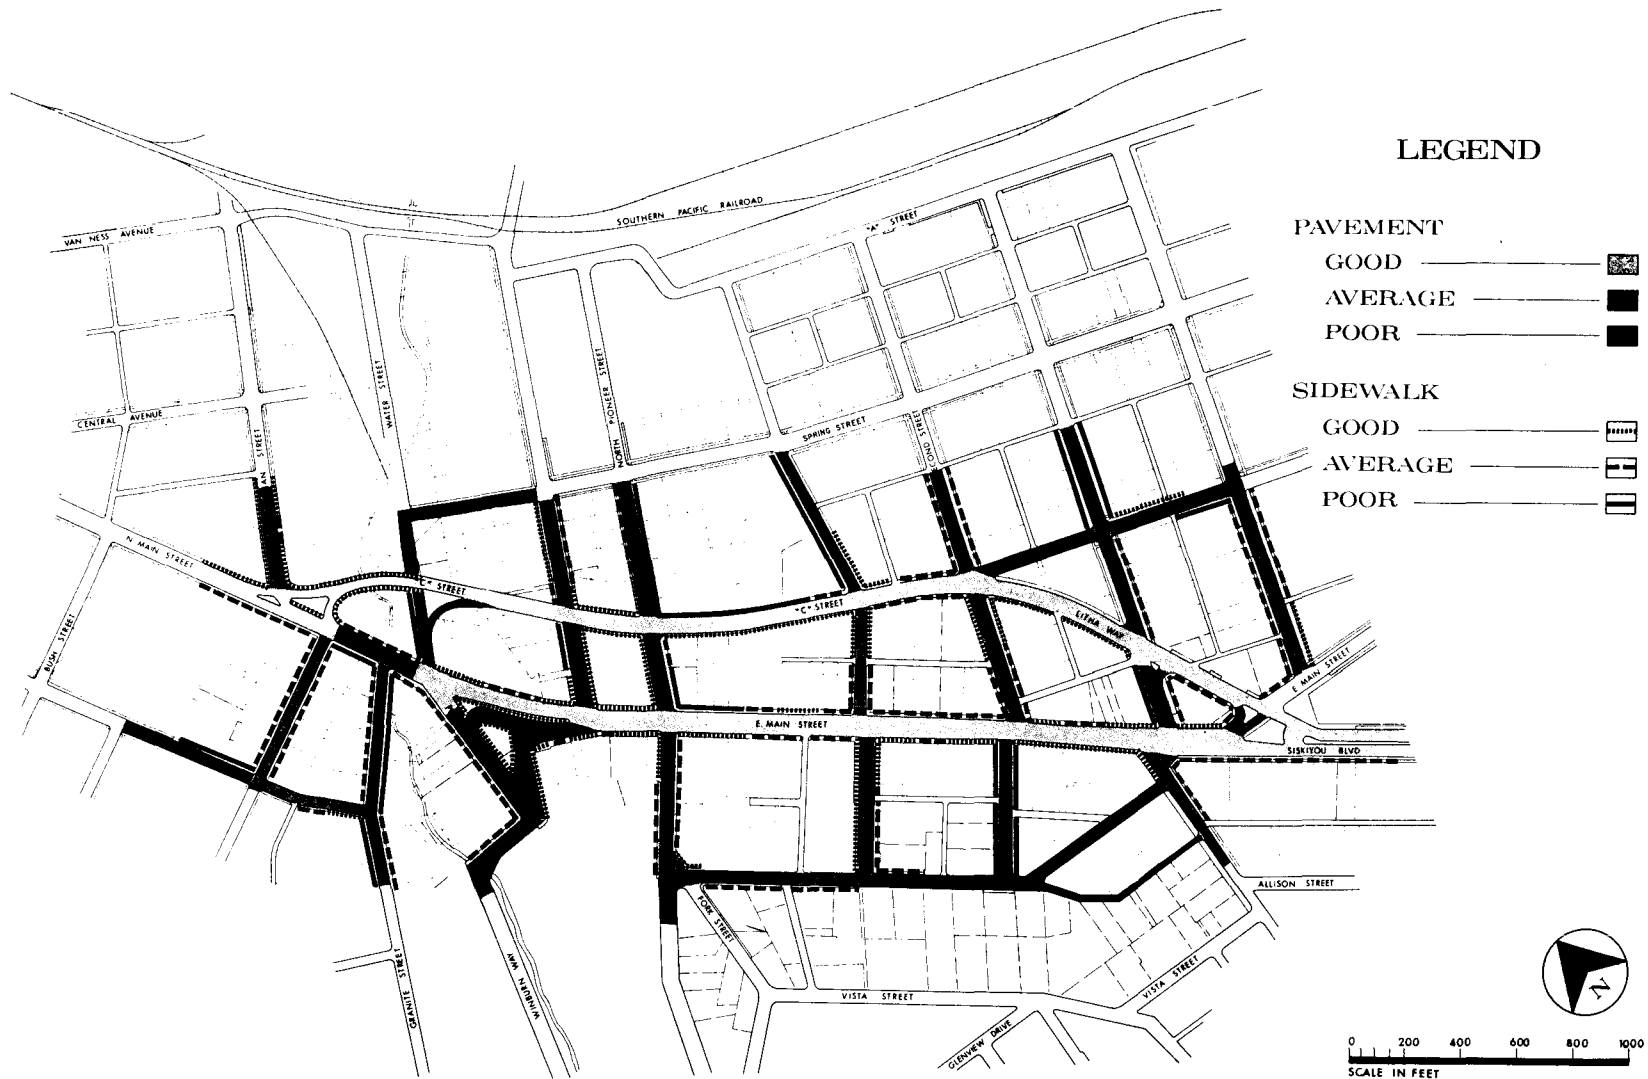 LEGEND
PAVEMENT
GOOD
AVERAGE
POOR
SIDEWALK
GOOD
AVERAGE
POOR
SOUTHERN PACIFIC RAILROAD
"A" STREET
VAN NESS AVENUE
WATER STREET
NORTH PIONEER STREET
CENTRAL AVENUE
SPRING STREET
STREET
STREET
N MAIN STREET
"C" STREET
"C" STREET
BUSH STREET
WAY
E. MAIN STREET
E. MAIN STREET
SISKIYOU BLVD
ALLISON STREET
FORK STREET
GRANITE STREET
WINBURN WAY
VISTA STREET
VISTA STREET
GLENVIEW DRIVE
N
0 200 400 600 800 1000
SCALE IN FEET